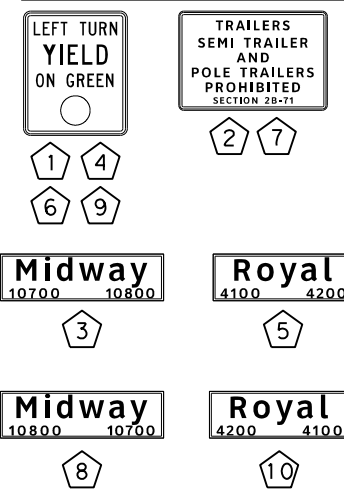 LEFT TURN
YIELD
ON GREEN
1 4
6 9
TRAILERS
SEMI TRAILER
AND
POLE TRAILERS
PROHIBITED
SECTION 2B-71
2 7
Midway
10700 10800
3
Royal
4100 4200
5
Midway
10800 10700
8
Royal
4200 4100
10